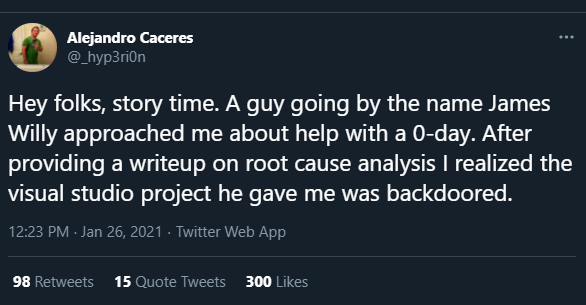 Alejandro Caceres
@_hyp3ri0n
Hey folks, story time. A guy going by the name James
Willy approached me about help with a 0-day. After
providing a writeup on root cause analysis I realized the
visual studio project he gave me was backdoored.
12:23 PM · Jan 26, 2021 · Twitter Web App
98 Retweets 15 Quote Tweets 300 Likes